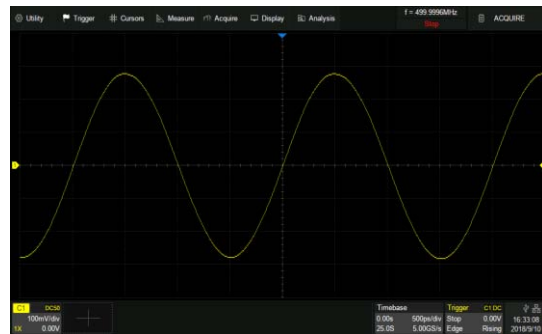 Utility Trigger Cursors Measure Acquire Display Analysis f = 499.9996MHz ACQUIRE
Stop
C1 DC50 Timebase Trigger C1 DC
100mV/div 0.00s 500ps/div Stop 0.00V 16:33:08
1X 0.00V 25.0S 5.00GS/s Edge Rising 2018/9/10